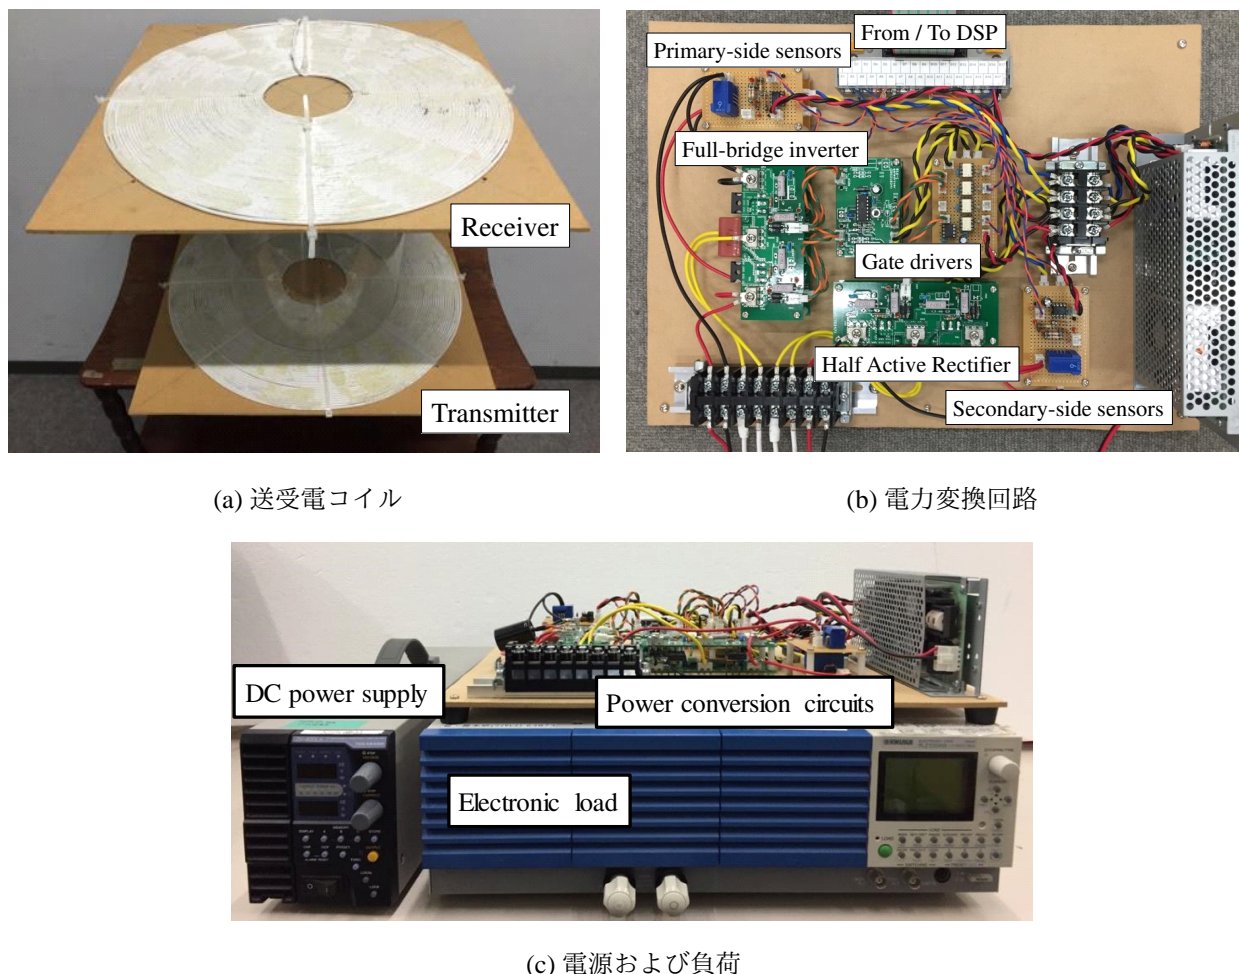 Receiver
Transmitter
(a) 送受電コイル
From / To DSP
Primary-side sensors
Full-bridge inverter
Gate drivers
Half Active Rectifier
Secondary-side sensors
(b) 電力変換回路
DC power supply
Power conversion circuits
Electronic load
(c) 電源および負荷